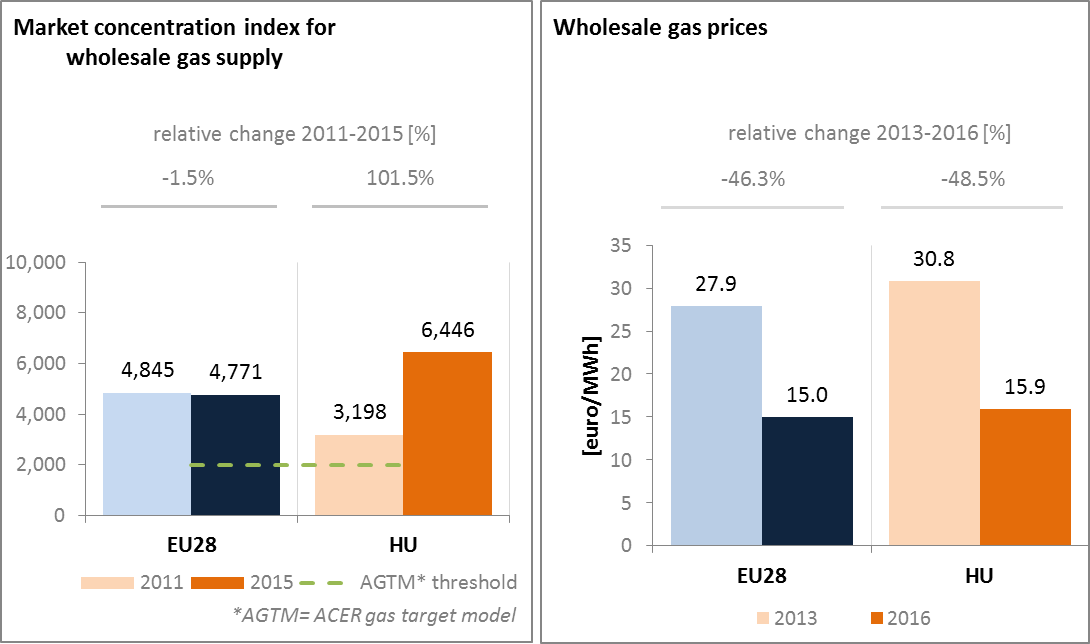 Market concentration index for
wholesale gas supply
relative change 2011-2015 [%]
-1.5% 101.5%
10,000
8,000
6,000
4,000
2,000
0
4,845 4,771 3,198 6,446
EU28 HU
2011 2015 AGTM* threshold
*AGTM= ACER gas target model
Wholesale gas prices
relative change 2013-2016 [%]
-46.3% -48.5%
[euro/MWh]
35
30
25
20
15
10
5
0
27.9 15.0 30.8 15.9
EU28 HU
2013 2016